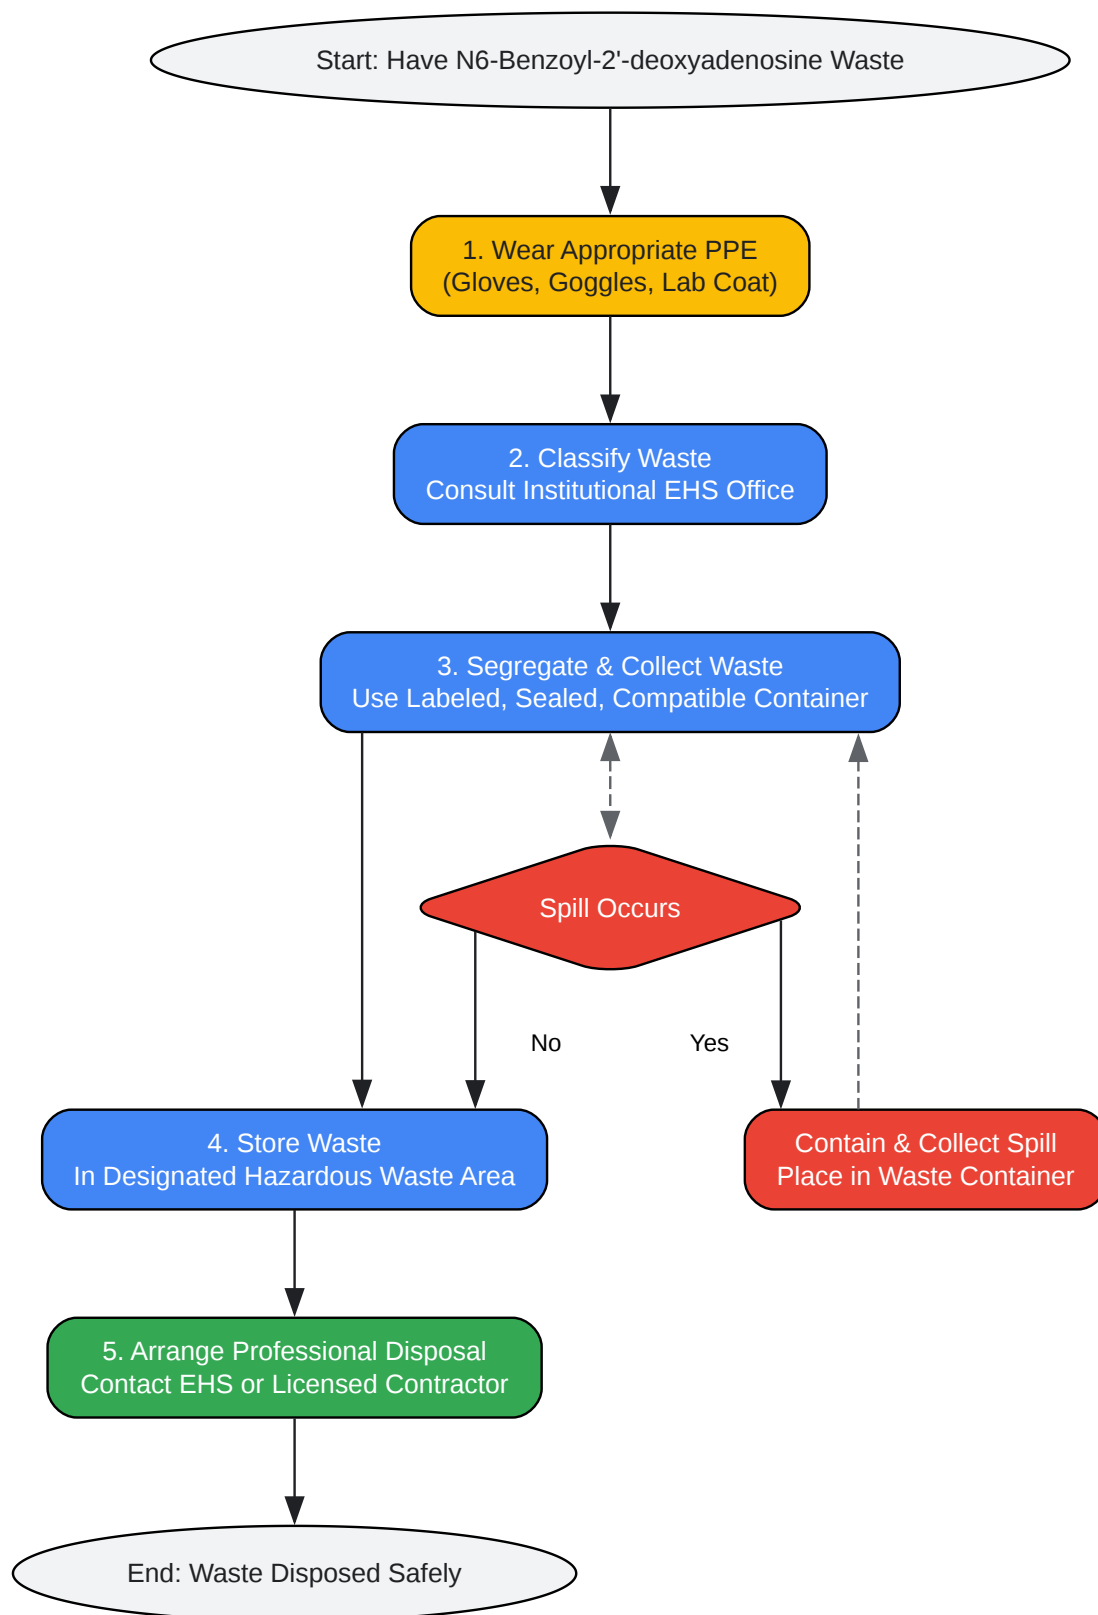 Start: Have N6-Benzoyl-2'-deoxyadenosine Waste
1. Wear Appropriate PPE
(Gloves, Goggles, Lab Coat)
2. Classify Waste
Consult Institutional EHS Office
3. Segregate & Collect Waste
Use Labeled, Sealed, Compatible Container
Spill Occurs
No
Yes
4. Store Waste
In Designated Hazardous Waste Area
Contain & Collect Spill
Place in Waste Container
5. Arrange Professional Disposal
Contact EHS or Licensed Contractor
End: Waste Disposed Safely